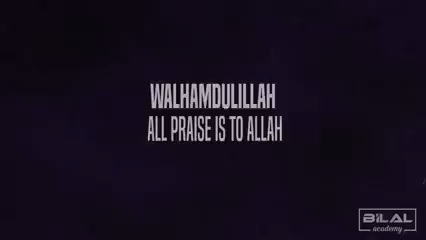 WALHAMDULILLAH
ALL PRAISE IS TO ALLAH
BILAL
academy